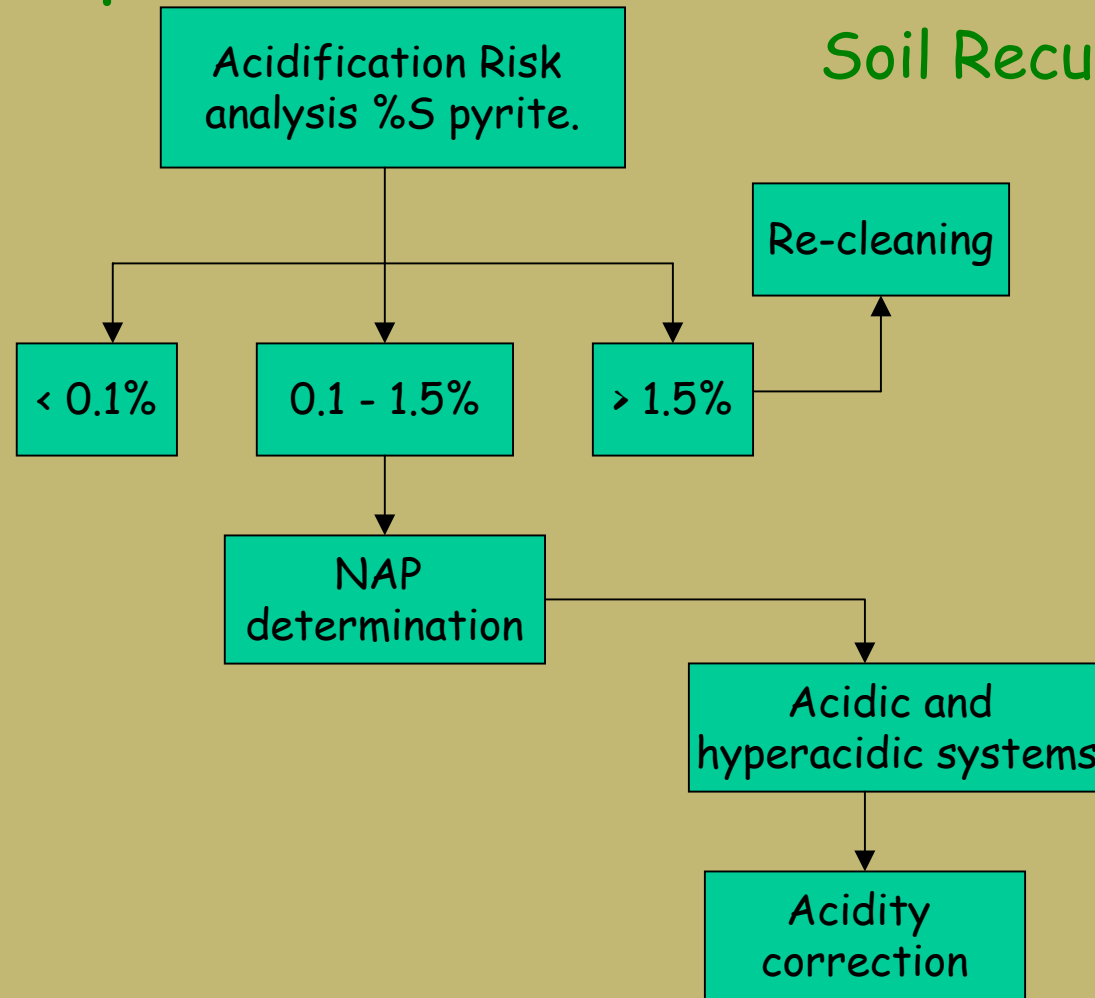 Soil Recu
Acidification Risk
analysis %S pyrite.
Re-cleaning
< 0.1%
0.1 - 1.5%
> 1.5%
NAP
determination
Acidic and
hyperacidic systems
Acidity
correction